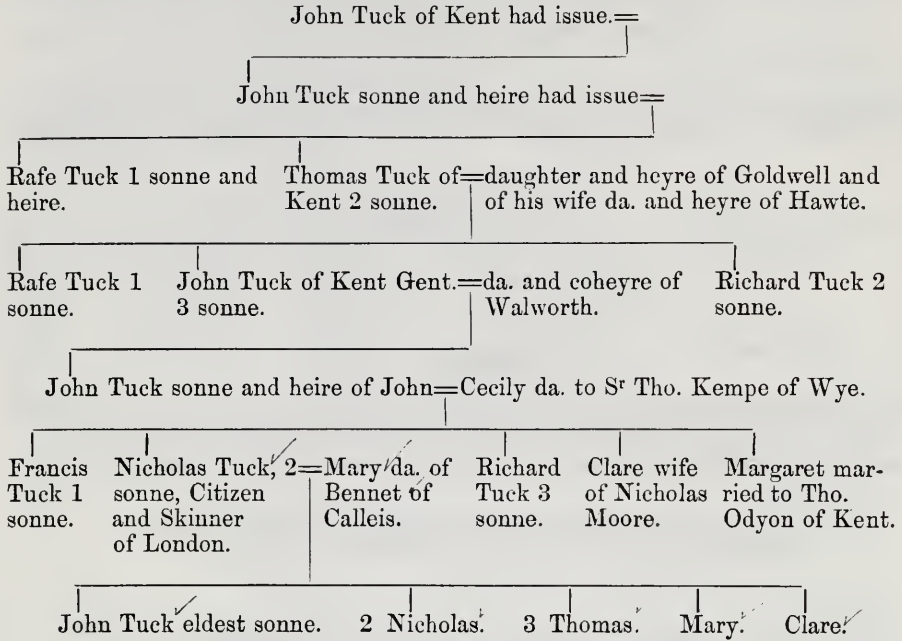 John Tuck of Kent had issue.=
John Tuck sonne and heire had issue=
Rafe Tuck 1 sonne and
heire.
Thomas Tuck of=daughter and heyre of Goldwell and
Kent 2 sonne.
of his wife da. and heyre of Hawte.
Rafe Tuck 1
sonne.
John Tuck of Kent Gent.=da. and coheyre of
3 sonne.
Walworth.
Richard Tuck 2
sonne.
John Tuck sonne and heire of John=Cecily da. to Sr Tho. Kempe of Wye.
Francis
Tuck 1
sonne.
Nicholas Tuck, 2=Mary da. of
sonne, Citizen
and Skinner
of London.
Bennet of
Calleis.
Richard
Tuck 3
sonne.
Clare wife
of Nicholas
Moore.
Margaret mar-
ried to Tho.
Odyon of Kent.
John Tuck eldest sonne.
2 Nicholas.
3 Thomas.
Mary.
Clare.